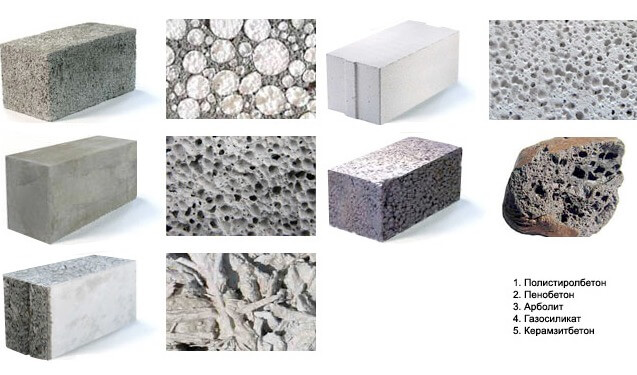 1. Полистиролбетон
2. Пенобетон
3. Арболит
4. Газосиликат
5. Керамзитбетон